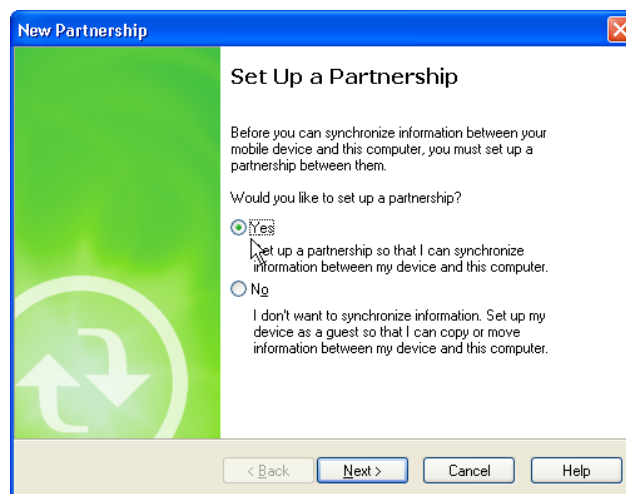 New Partnership
Set Up a Partnership
Before you can synchronize information between your
mobile device and this computer, you must set up a
partnership between them.
Would you like to set up a partnership?
Yes
Set up a partnership so that I can synchronize
information between my device and this computer.
No
I don't want to synchronize information. Set up my
device as a guest so that I can copy or move
information between my device and this computer.
< Back
Next >
Cancel
Help